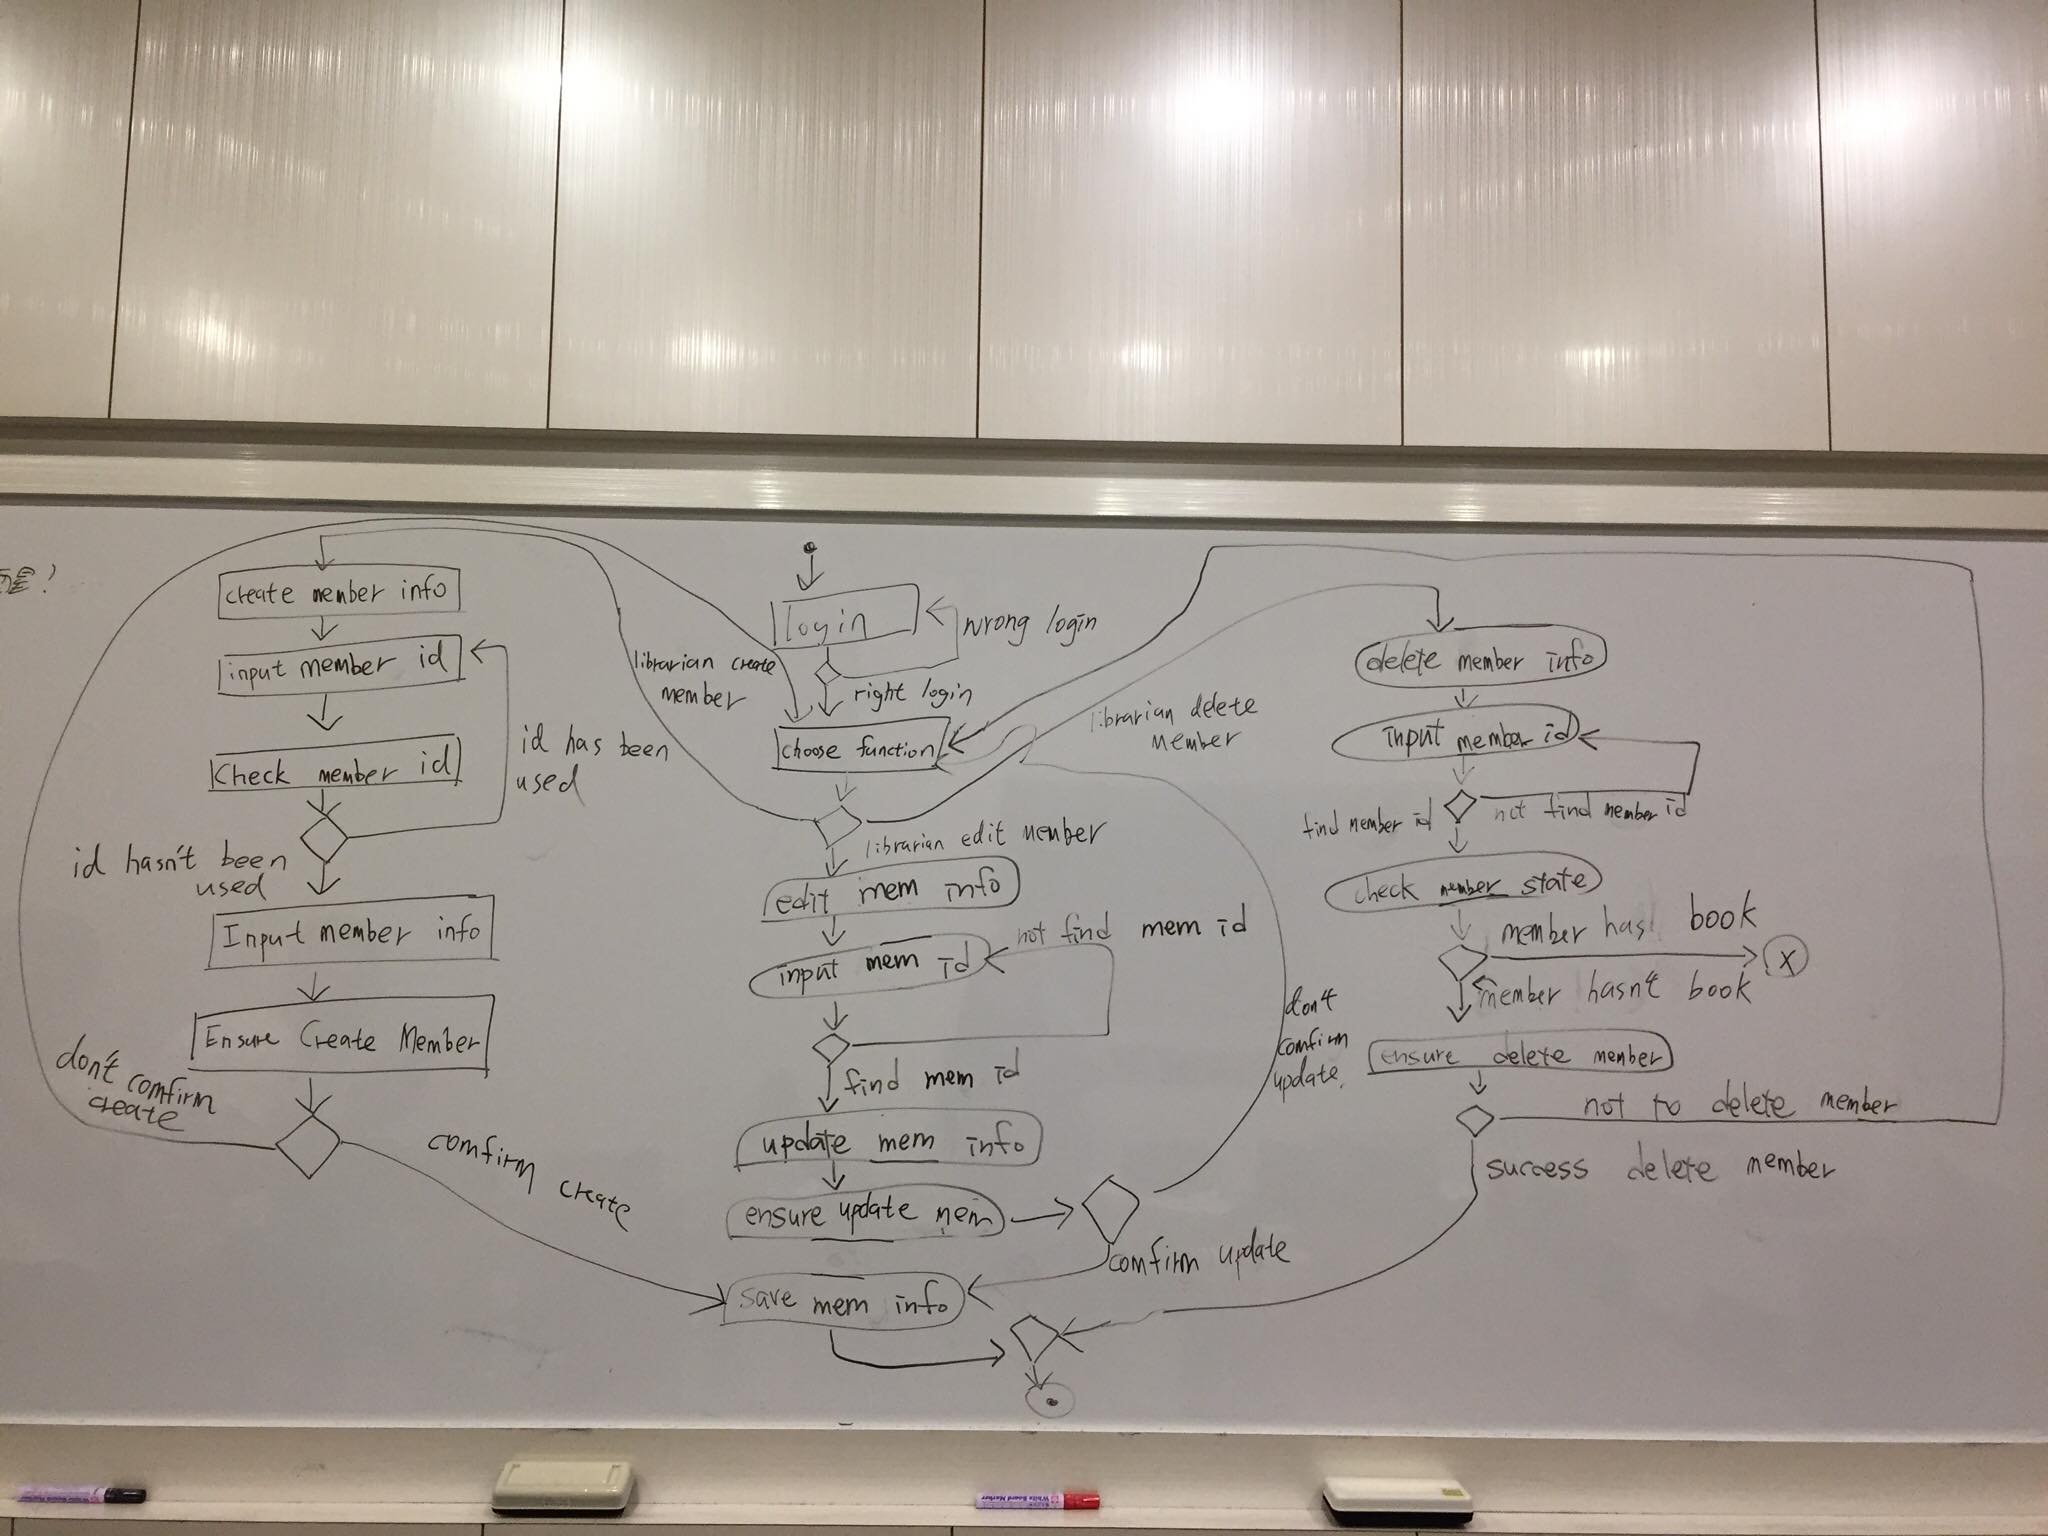 create member info
input member id
Check member id
id has been
used
id hasn't been
used
Input member info
Ensure Create Member
don't comfirm
create
comfirm create
login
wrong login
right login
librarian create
member
choose function
librarian delete
member
librarian edit member
edit mem info
input mem id
not find mem id
find mem id
update mem info
ensure update mem
don't
comfirm
update
comfirm update
save mem info
delete member info
input member id
find member id
not find member id
check member state
member has book
x
member hasn't book
ensure delete member
not to delete member
success delete member
White Board Marker